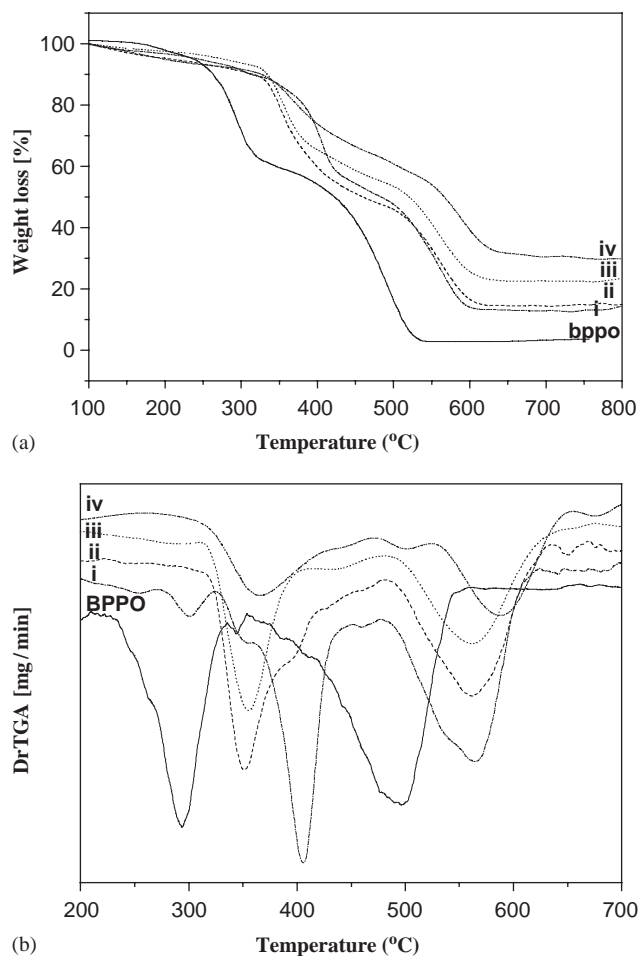 100
80
60
40
20
0
Weight loss [%]
iv
iii
ii
i
bppo
100 200 300 400 500 600 700 800
(a)
Temperature (°C)
iv
iii
ii
i
BPPO
DrTGA [mg / min]
200 300 400 500 600 700
(b)
Temperature (°C)